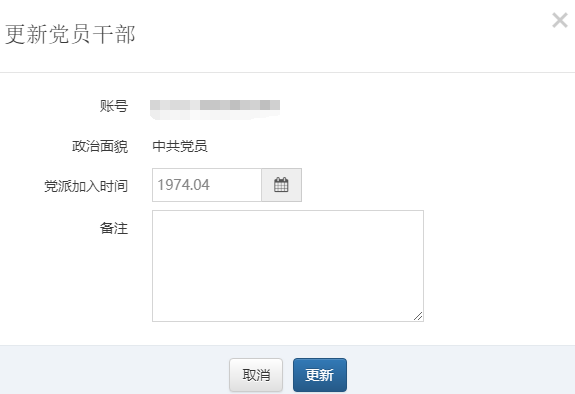 更新党员干部
账号
政治面貌 中共党员
党派加入时间 1974.04
备注
取消 更新